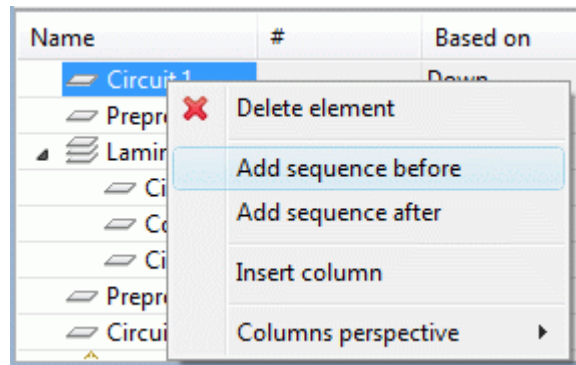 Name # Based on
Circuit 1 Down
Delete element
Add sequence before
Add sequence after
Insert column
Columns perspective